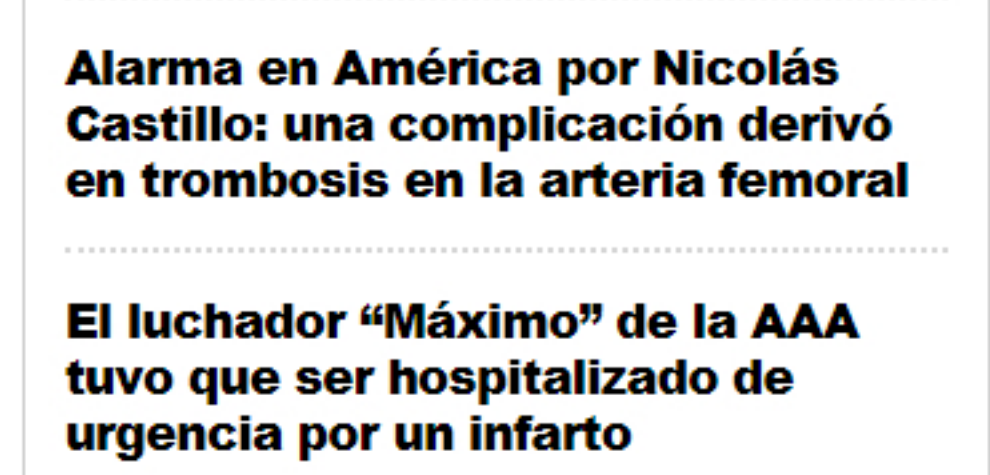 Alarma en América por Nicolás
Castillo: una complicación derivó
en trombosis en la arteria femoral
El luchador “Máximo” de la AAA
tuvo que ser hospitalizado de
urgencia por un infarto